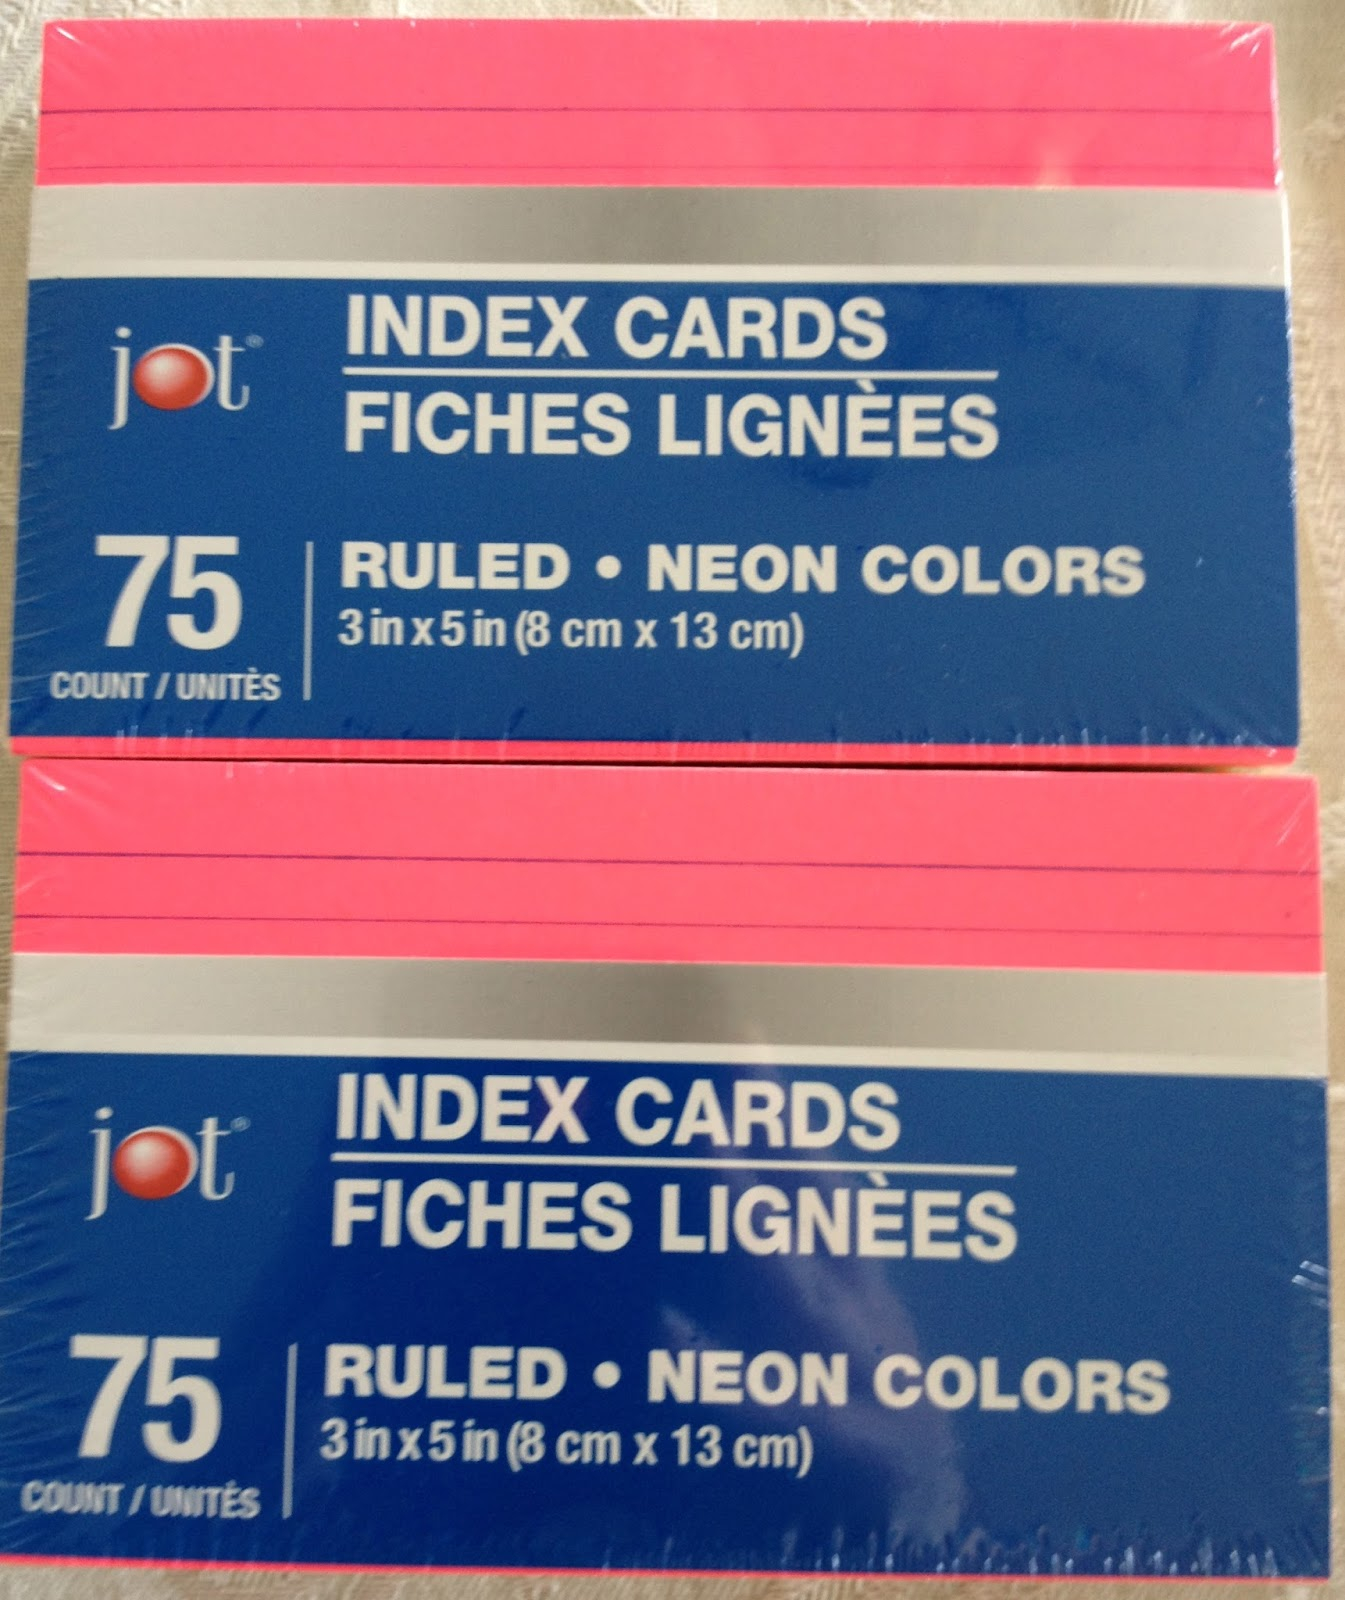 jot®
INDEX CARDS
FICHES LIGNÈES
75
COUNT / UNITÈS
RULED • NEON COLORS
3 in x 5 in (8 cm x 13 cm)
jot®
INDEX CARDS
FICHES LIGNÈES
75
COUNT / UNITÈS
RULED • NEON COLORS
3 in x 5 in (8 cm x 13 cm)